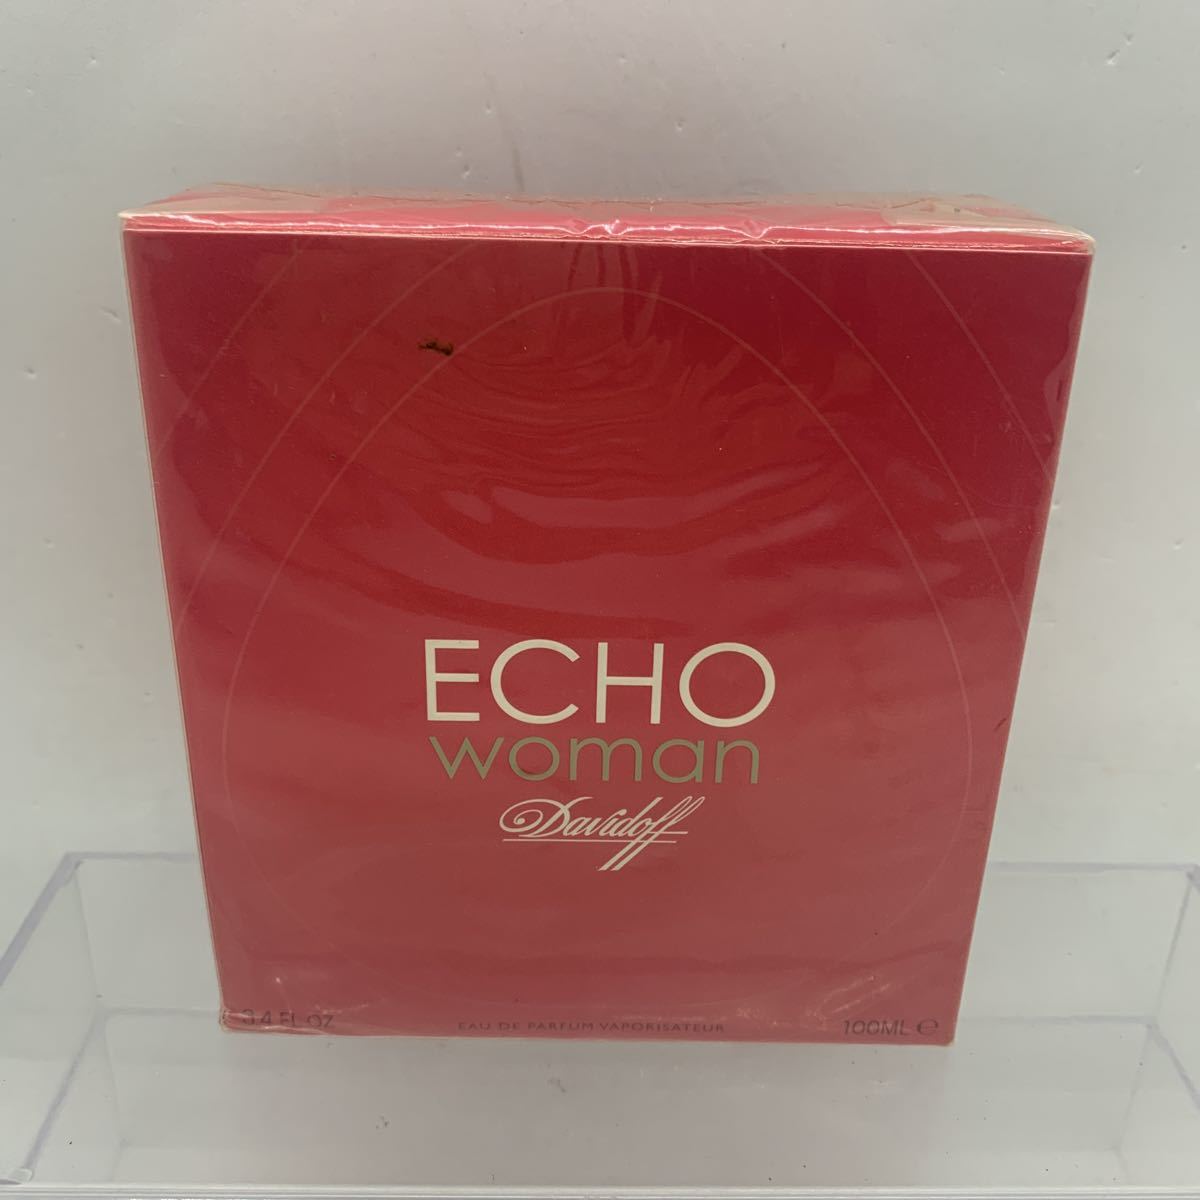 ECHO
woman
Davidoff
3.4 FL.OZ
EAU DE PARFUM VAPORISATEUR
100ML ℮